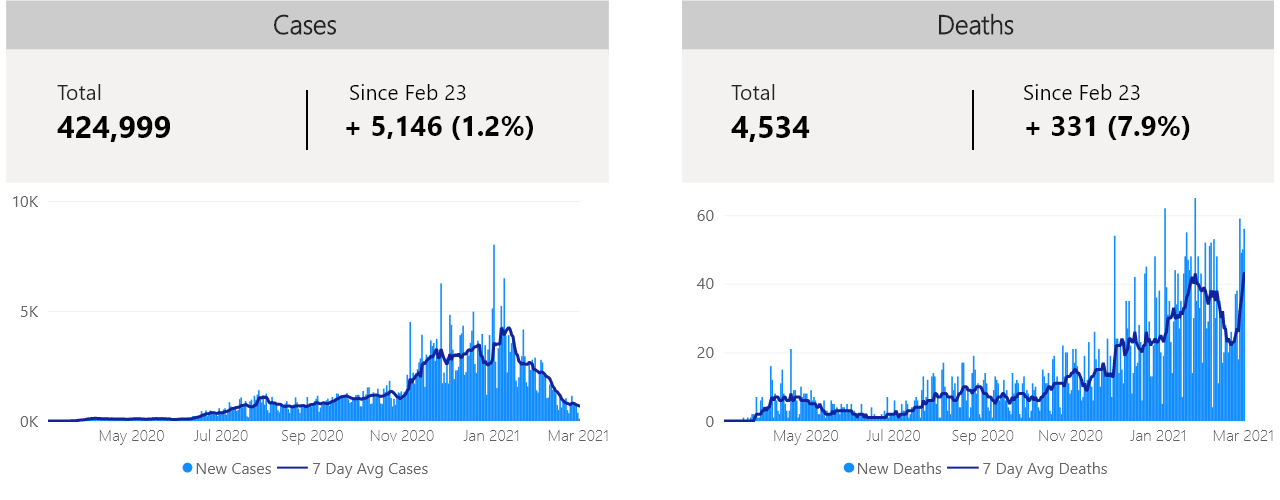 Cases
Total
424,999
Since Feb 23
+ 5,146 (1.2%)
10K
5K
0K
May 2020 Jul 2020 Sep 2020 Nov 2020 Jan 2021 Mar 2021
New Cases 7 Day Avg Cases
Deaths
Total
4,534
Since Feb 23
+ 331 (7.9%)
60
40
20
0
May 2020 Jul 2020 Sep 2020 Nov 2020 Jan 2021 Mar 2021
New Deaths 7 Day Avg Deaths